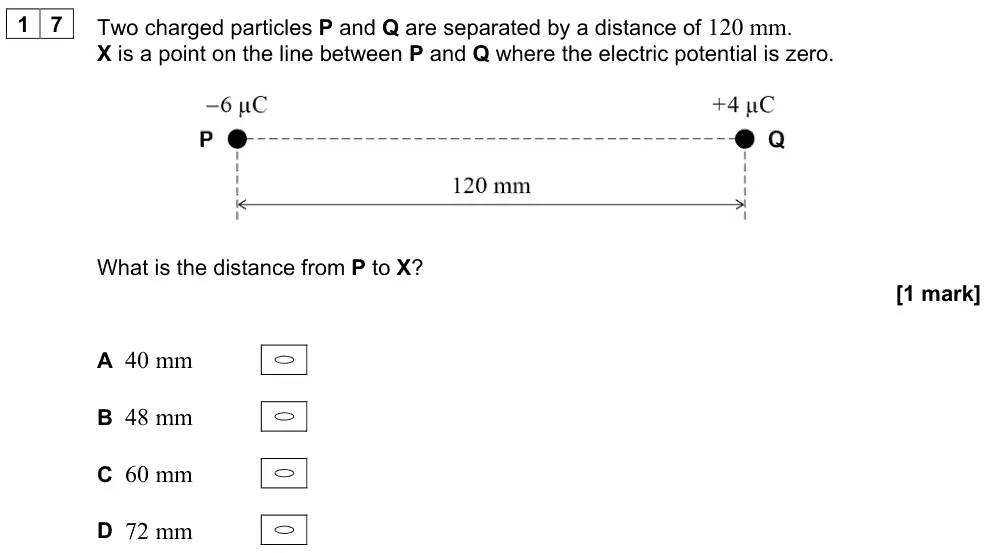 1 7 Two charged particles P and Q are separated by a distance of 120 mm.
X is a point on the line between P and Q where the electric potential is zero.
−6 μC +4 μC
P Q
120 mm
What is the distance from P to X?
[1 mark]
A 40 mm
B 48 mm
C 60 mm
D 72 mm